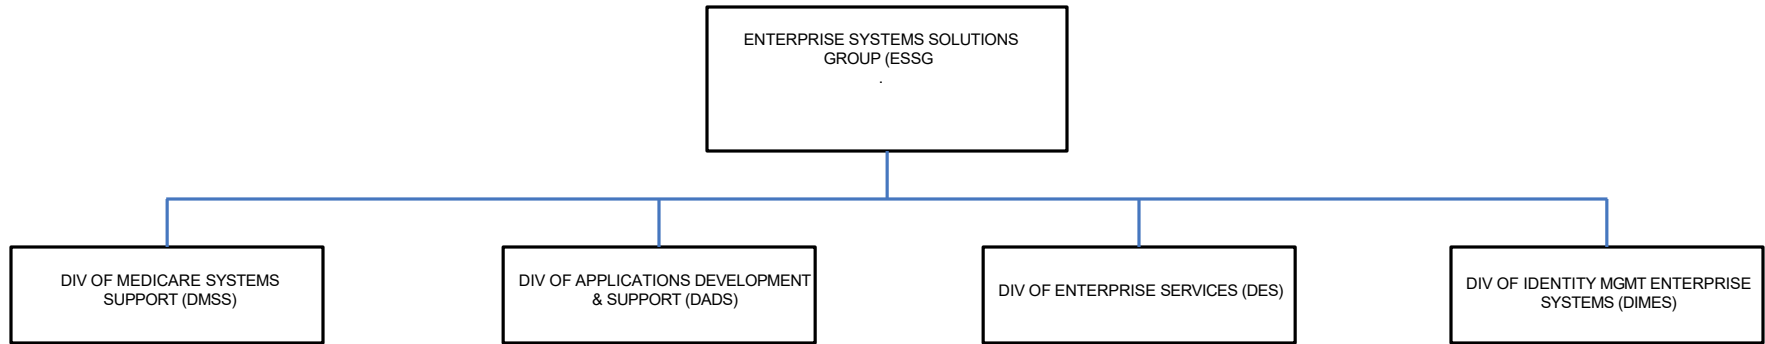 ENTERPRISE SYSTEMS SOLUTIONS
GROUP (ESSG
.
DIV OF MEDICARE SYSTEMS
SUPPORT (DMSS)
DIV OF APPLICATIONS DEVELOPMENT
& SUPPORT (DADS)
DIV OF ENTERPRISE SERVICES (DES)
DIV OF IDENTITY MGMT ENTERPRISE
SYSTEMS (DIMES)